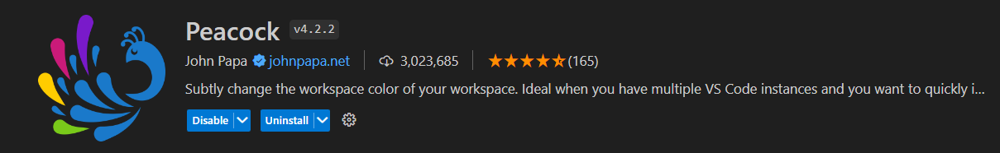 Peacock v4.2.2
John Papa johnpapa.net 3,023,685 (165)
Subtly change the workspace color of your workspace. Ideal when you have multiple VS Code instances and you want to quickly i...
Disable Uninstall